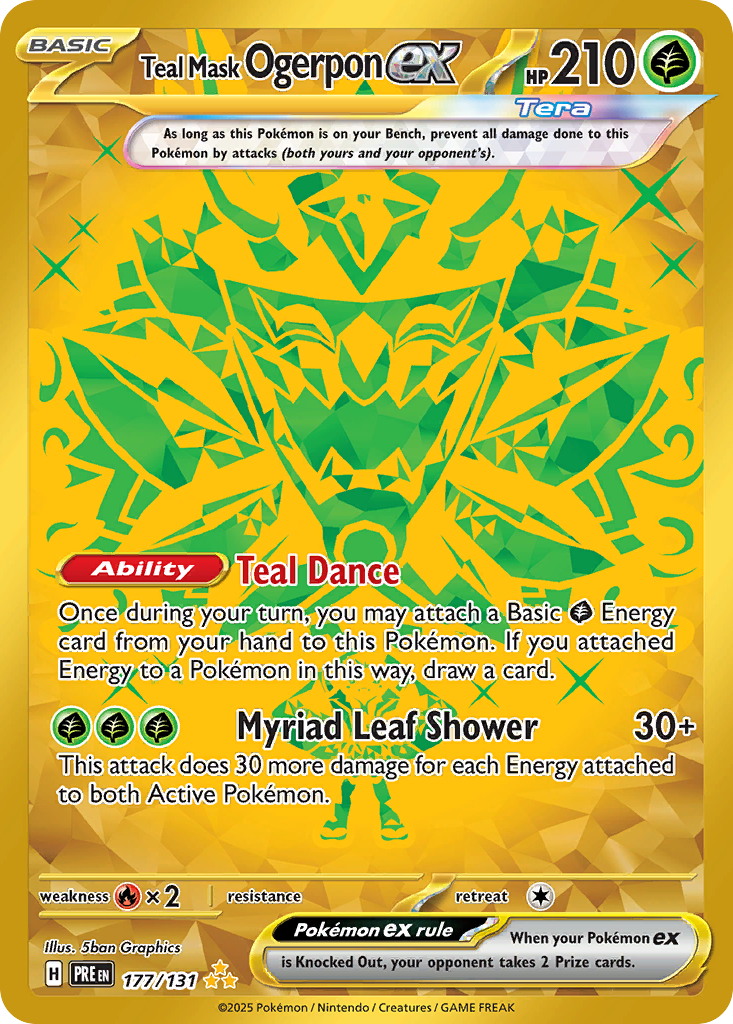 BASIC
Teal Mask Ogerpon ex HP 210
Tera
As long as this Pokémon is on your Bench, prevent all damage done to this
Pokémon by attacks (both yours and your opponent's).
Ability Teal Dance
Once during your turn, you may attach a Basic Energy
card from your hand to this Pokémon. If you attached
Energy to a Pokémon in this way, draw a card.
Myriad Leaf Shower 30+
This attack does 30 more damage for each Energy attached
to both Active Pokémon.
weakness ×2 resistance retreat
Illus. 5ban Graphics
Pokémon ex rule
When your Pokémon ex
is Knocked Out, your opponent takes 2 Prize cards.
H PRE EN 177/131
©2025 Pokémon / Nintendo / Creatures / GAME FREAK